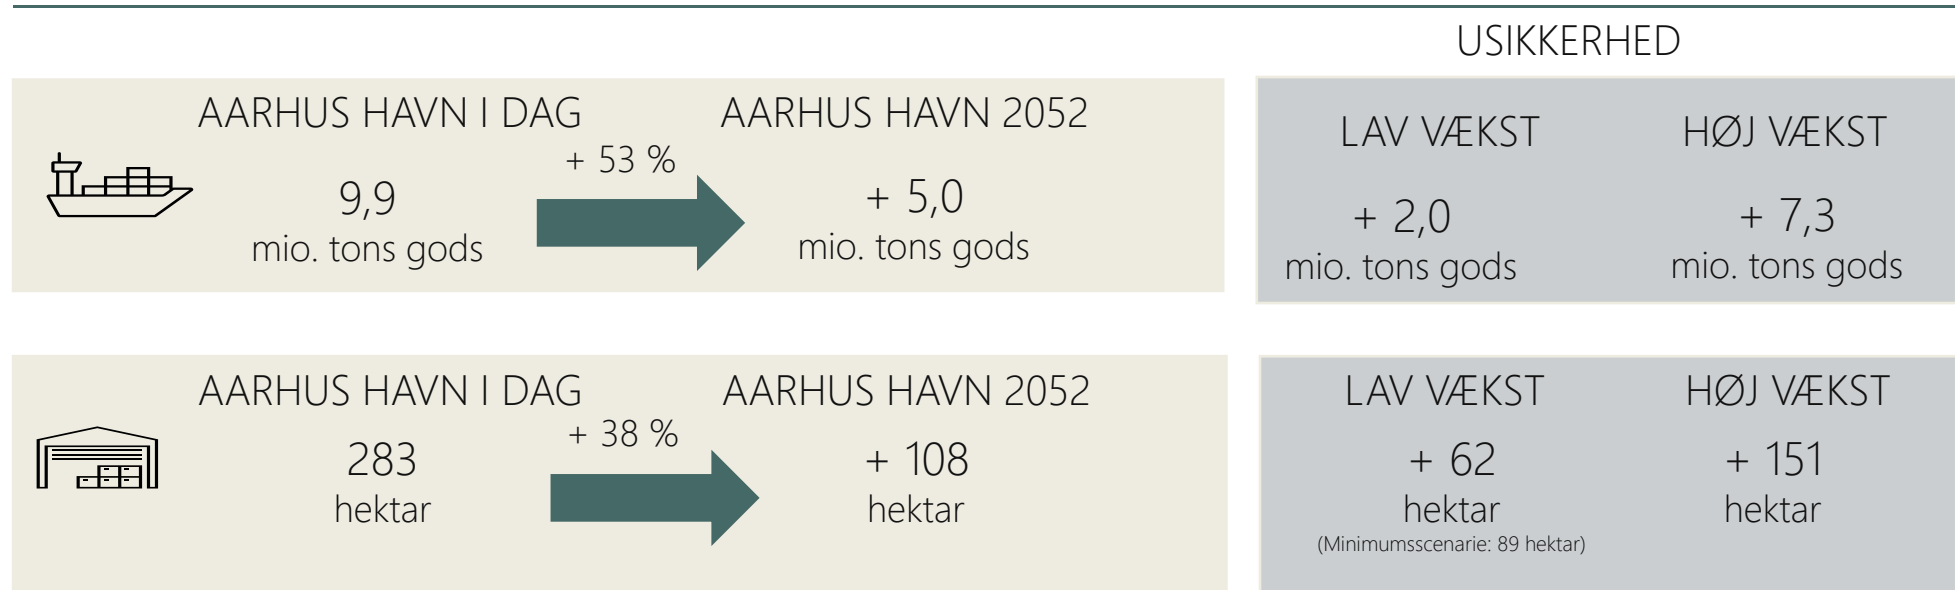 USIKKERHED
AARHUS HAVN I DAG
+ 53 %
AARHUS HAVN 2052
9,9
mio. tons gods
+ 5,0
mio. tons gods
LAV VÆKST
HØJ VÆKST
+ 2,0
mio. tons gods
+ 7,3
mio. tons gods
AARHUS HAVN I DAG
+ 38 %
AARHUS HAVN 2052
283
hektar
+ 108
hektar
LAV VÆKST
HØJ VÆKST
+ 62
hektar
(Minimumsscenarie: 89 hektar)
+ 151
hektar